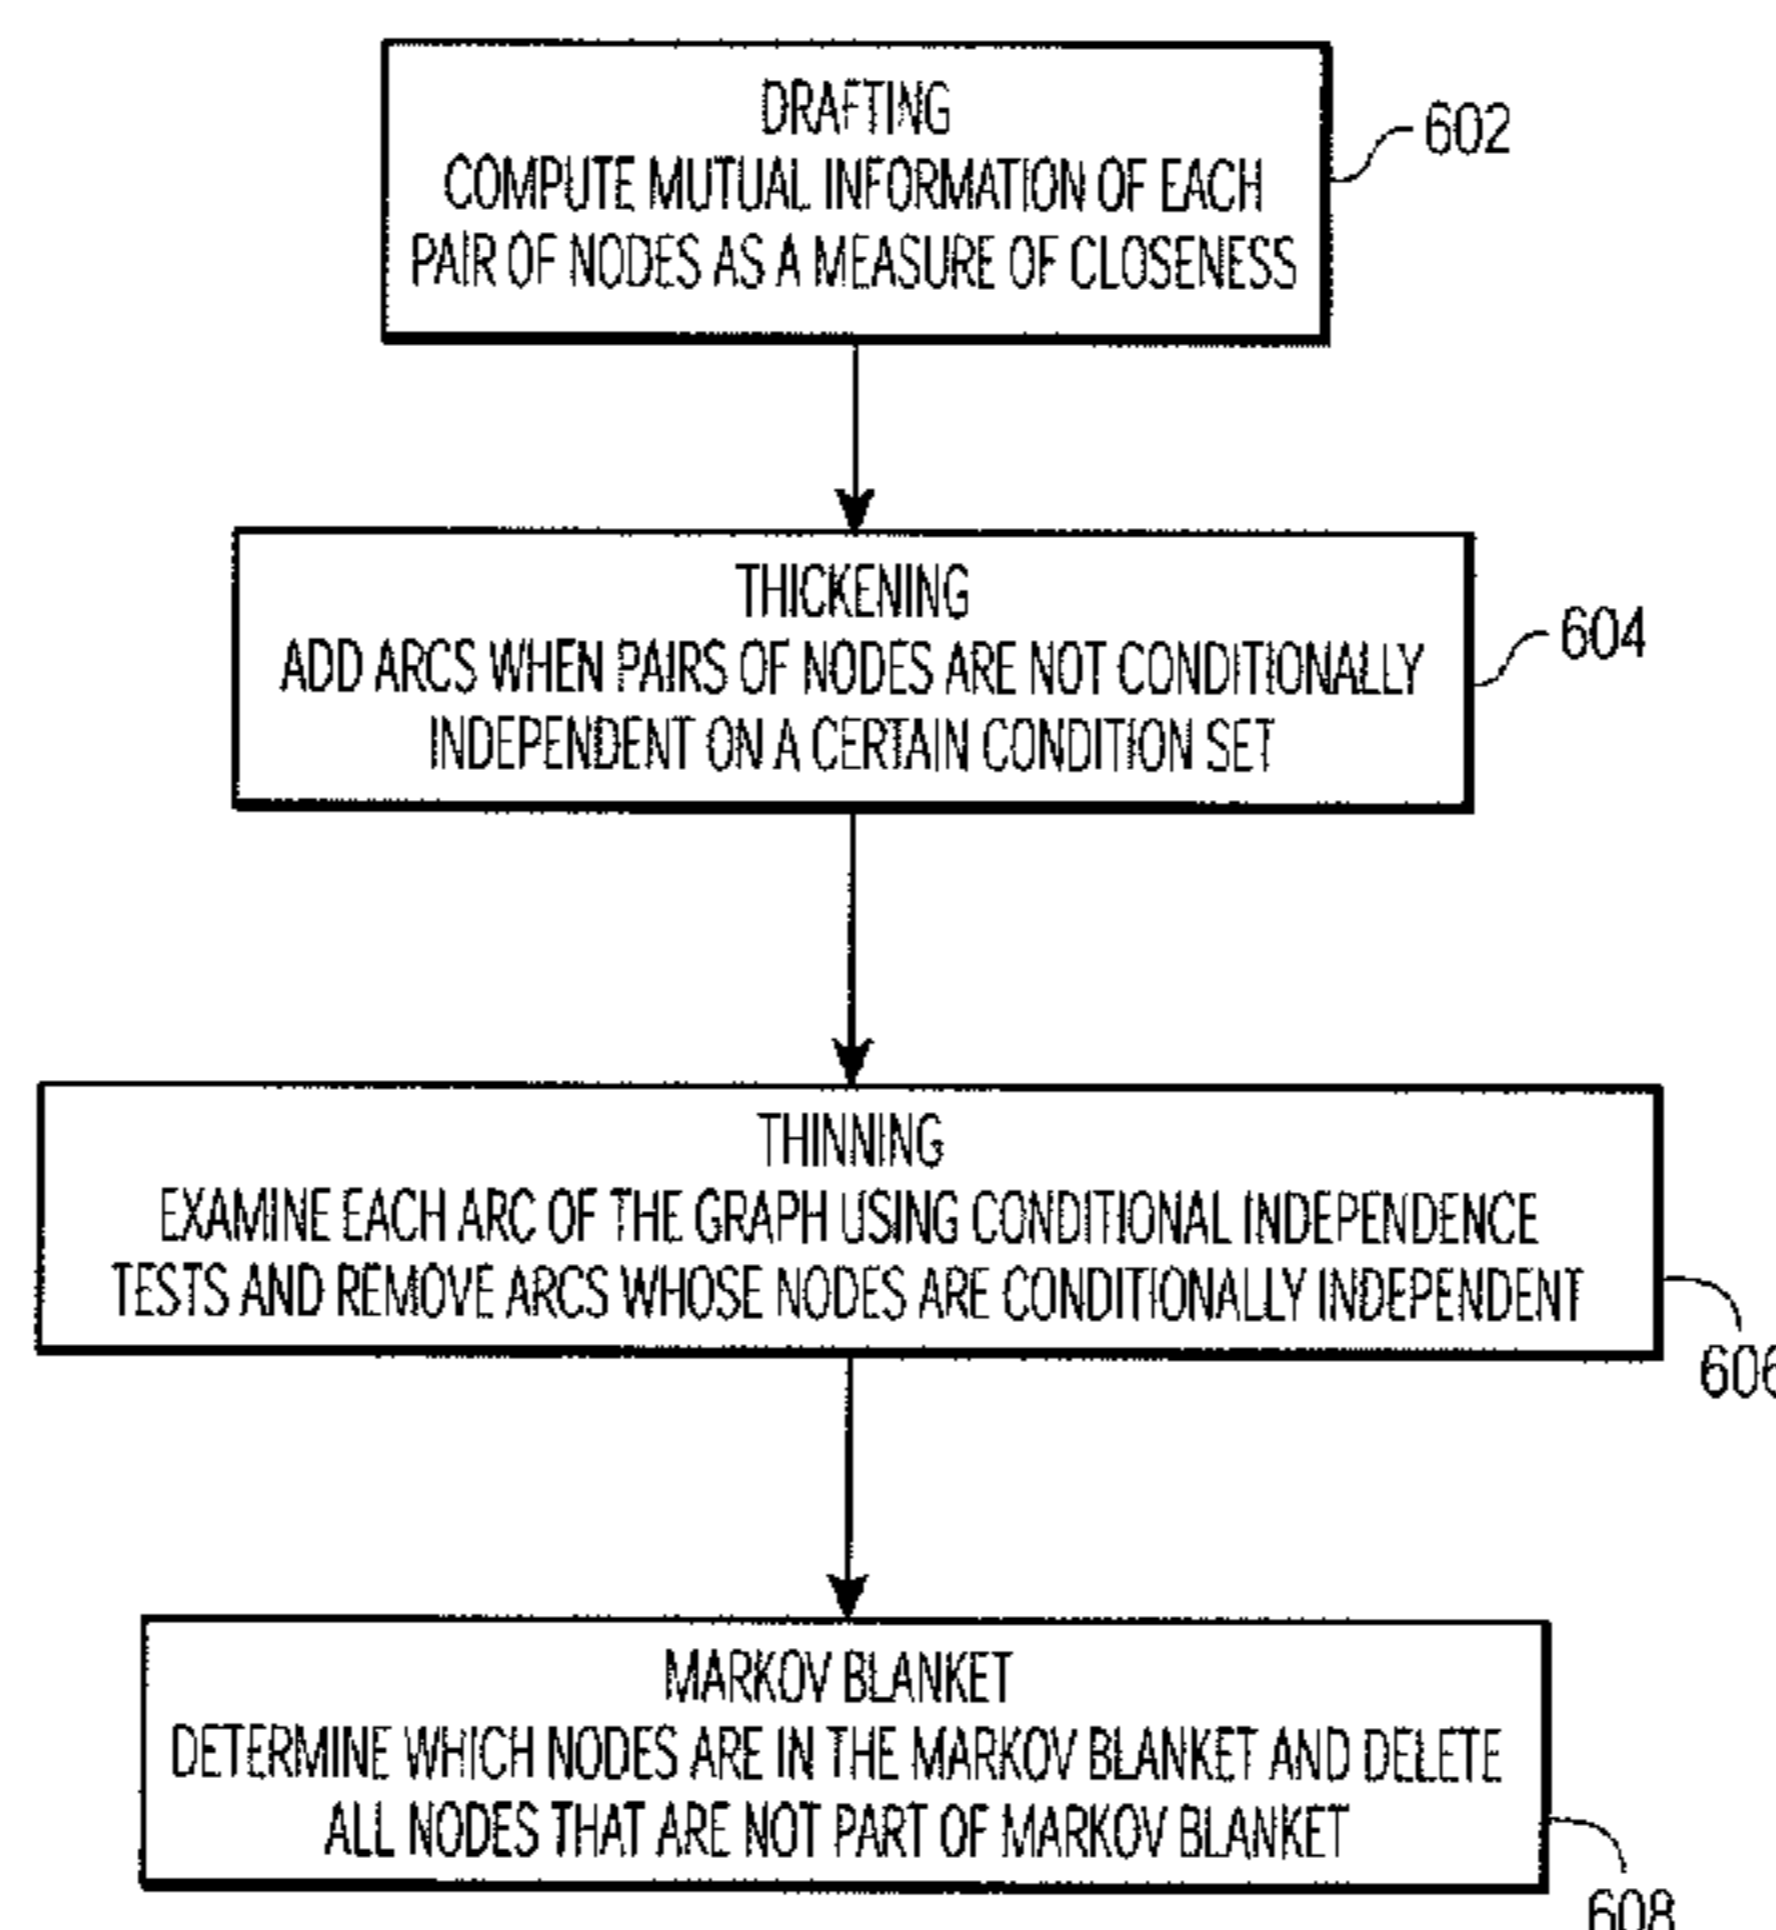 DRAFTING
COMPUTE MUTUAL INFORMATION OF EACH
PAIR OF NODES AS A MEASURE OF CLOSENESS
602
THICKENING
ADD ARCS WHEN PAIRS OF NODES ARE NOT CONDITIONALLY
INDEPENDENT ON A CERTAIN CONDITION SET
604
THINNING
EXAMINE EACH ARC OF THE GRAPH USING CONDITIONAL INDEPENDENCE
TESTS AND REMOVE ARCS WHOSE NODES ARE CONDITIONALLY INDEPENDENT
606
MARKOV BLANKET
DETERMINE WHICH NODES ARE IN THE MARKOV BLANKET AND DELETE
ALL NODES THAT ARE NOT PART OF MARKOV BLANKET
608